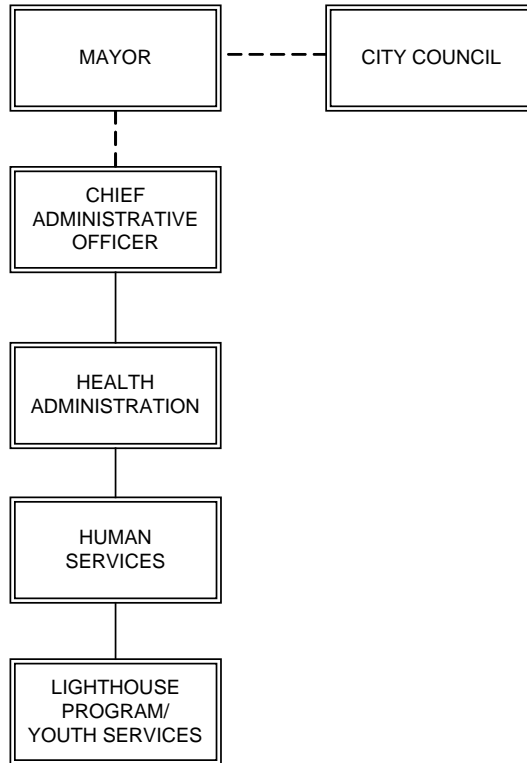 MAYOR
CITY COUNCIL
CHIEF
ADMINISTRATIVE
OFFICER
HEALTH
ADMINISTRATION
HUMAN
SERVICES
LIGHTHOUSE
PROGRAM/
YOUTH SERVICES